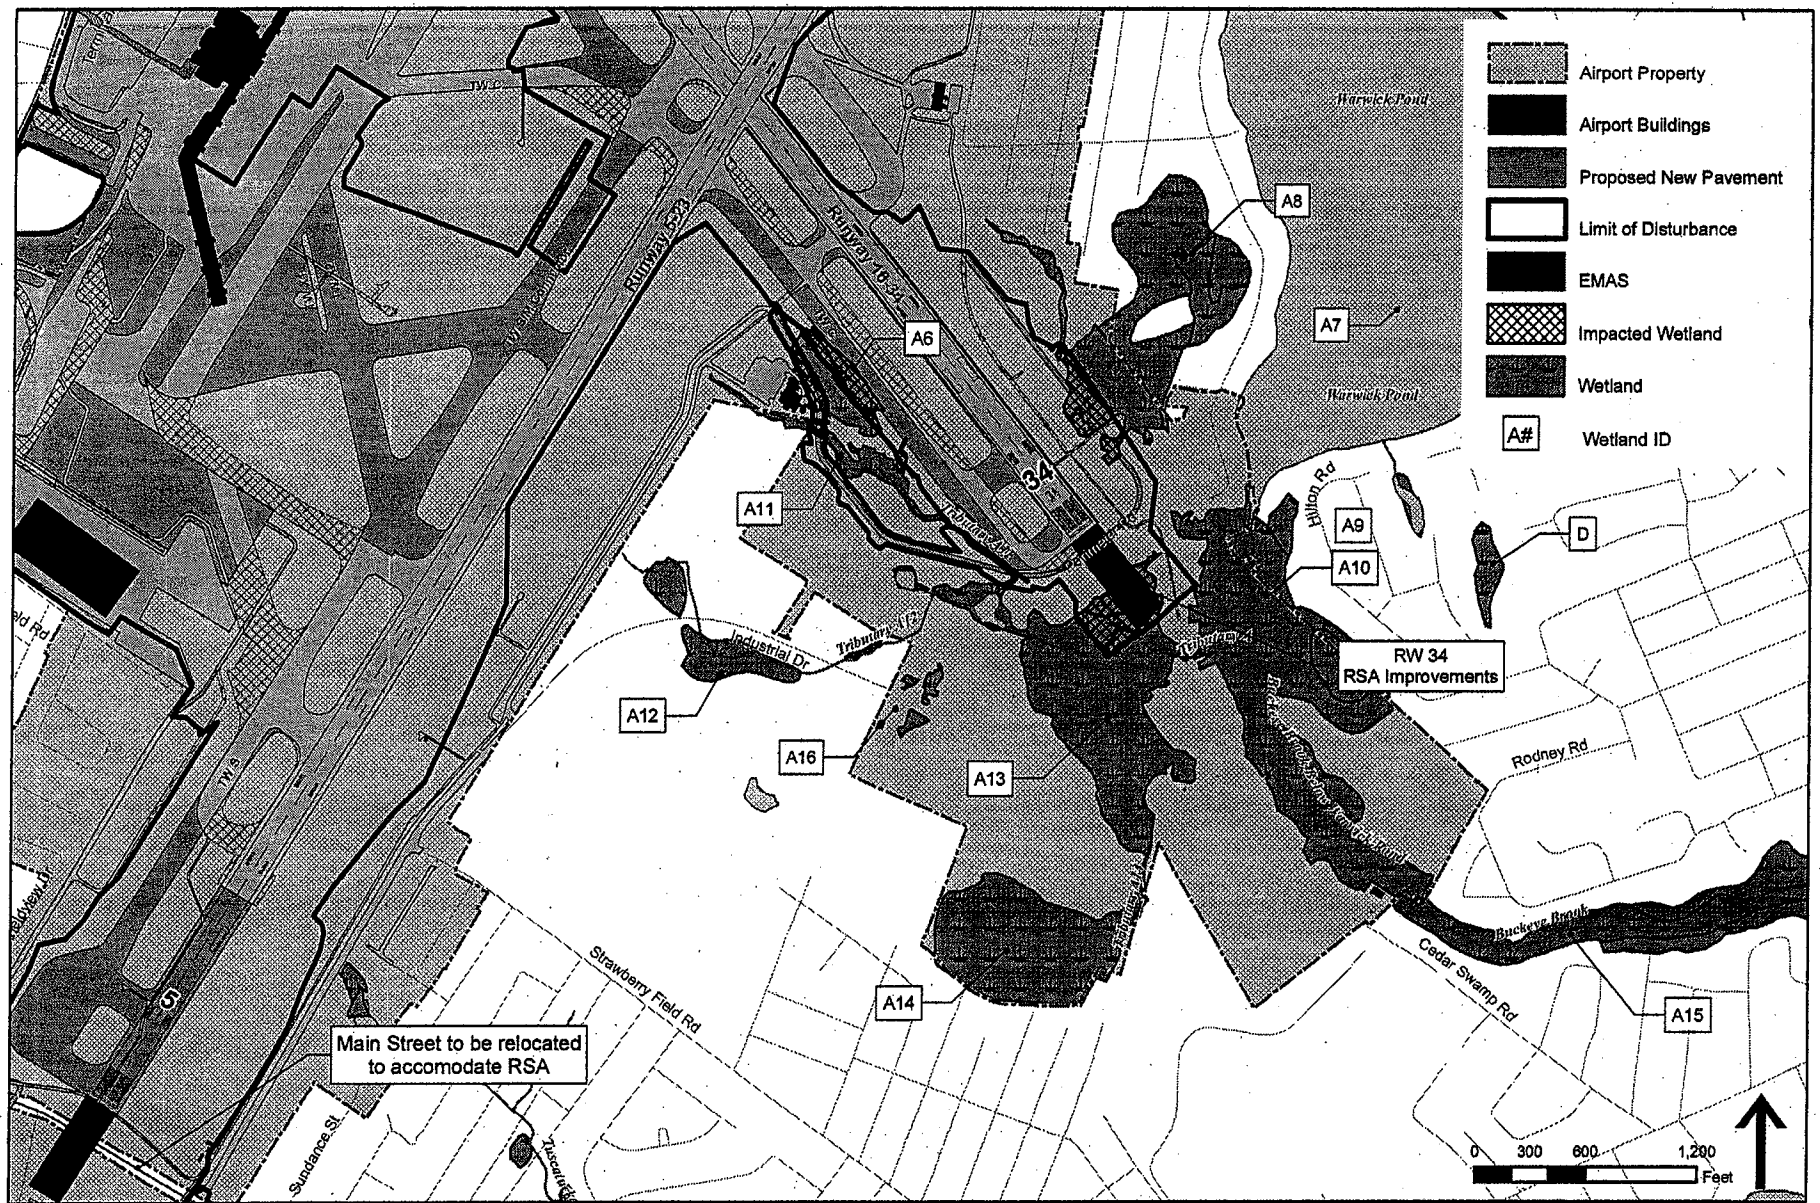 Airport Property
Airport Buildings
Proposed New Pavement
Limit of Disturbance
EMAS
Impacted Wetland
Wetland
A#
Wetland ID
TW C
Warwick Pond
A8
Runway 5-23
Runway 16-34
A7
A6
Warwick Pond
34
Hilton Rd
A11
A9
D
A10
Industrial Dr
Tributary A12
Tributary A
RW 34
RSA Improvements
A12
A16
A13
Rodney Rd
Buckeye Brook
Strawberry Field Rd
Cedar Swamp Rd
A14
A15
5
Main Street to be relocated
to accomodate RSA
Sundance St
0 300 600 1,200
Feet